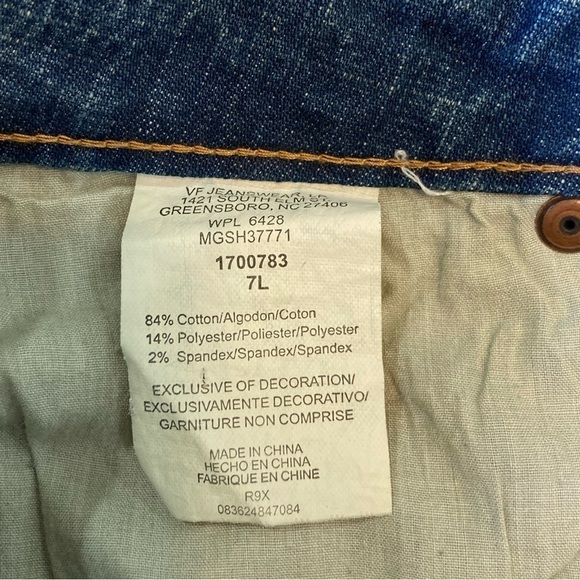 VF JEANSWEAR
1421 SOUTH ELM ST
GREENSBORO, NC 27406
WPL 6428
MGSH37771
1700783
7L
84% Cotton/Algodon/Coton
14% Polyester/Poliester/Polyester
2% Spandex/Spandex/Spandex
EXCLUSIVE OF DECORATION/
EXCLUSIVAMENTE DECORATIVO/
GARNITURE NON COMPRISE
MADE IN CHINA
HECHO EN CHINA
FABRIQUE EN CHINE
R9X
083624847084